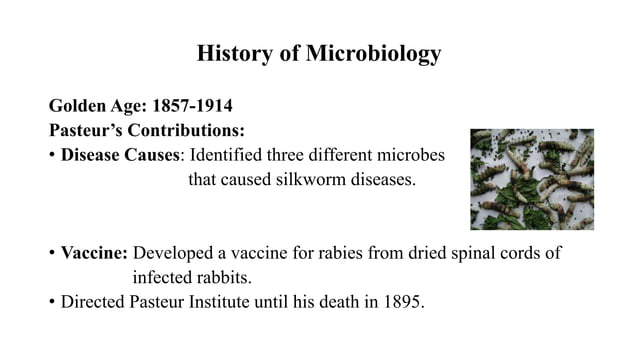 History of Microbiology
Golden Age: 1857-1914
Pasteur’s Contributions:
• Disease Causes: Identified three different microbes
that caused silkworm diseases.
• Vaccine: Developed a vaccine for rabies from dried spinal cords of
infected rabbits.
• Directed Pasteur Institute until his death in 1895.